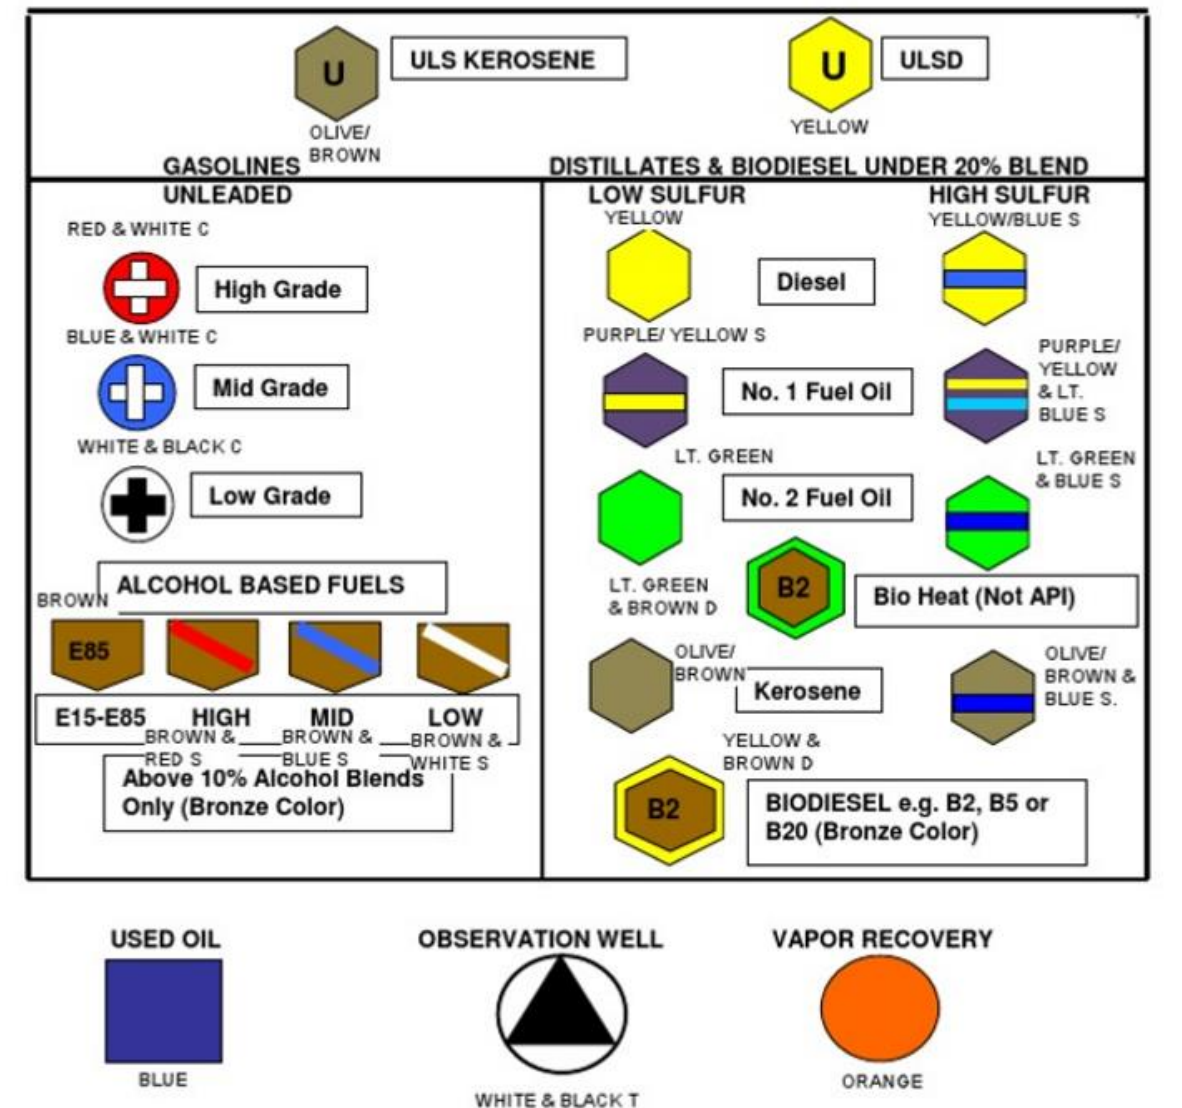 U
ULS KEROSENE
OLIVE/
BROWN
U
ULSD
YELLOW
GASOLINES
DISTILLATES & BIODIESEL UNDER 20% BLEND
UNLEADED
RED & WHITE C
High Grade
BLUE & WHITE C
Mid Grade
WHITE & BLACK C
Low Grade
ALCOHOL BASED FUELS
BROWN
E85
E15-E85 HIGH MID LOW
BROWN &
RED S
BROWN &
BLUE S
BROWN &
WHITE S
Above 10% Alcohol Blends
Only (Bronze Color)
LOW SULFUR
HIGH SULFUR
YELLOW
YELLOW/BLUE S
Diesel
PURPLE/ YELLOW S
No. 1 Fuel Oil
PURPLE/
YELLOW
& LT.
BLUE S
LT. GREEN
No. 2 Fuel Oil
LT. GREEN
& BLUE S
LT. GREEN
& BROWN D
B2
Bio Heat (Not API)
OLIVE/
BROWN
Kerosene
OLIVE/
BROWN &
BLUE S.
YELLOW &
BROWN D
B2
BIODIESEL e.g. B2, B5 or
B20 (Bronze Color)
USED OIL
BLUE
OBSERVATION WELL
WHITE & BLACK T
VAPOR RECOVERY
ORANGE